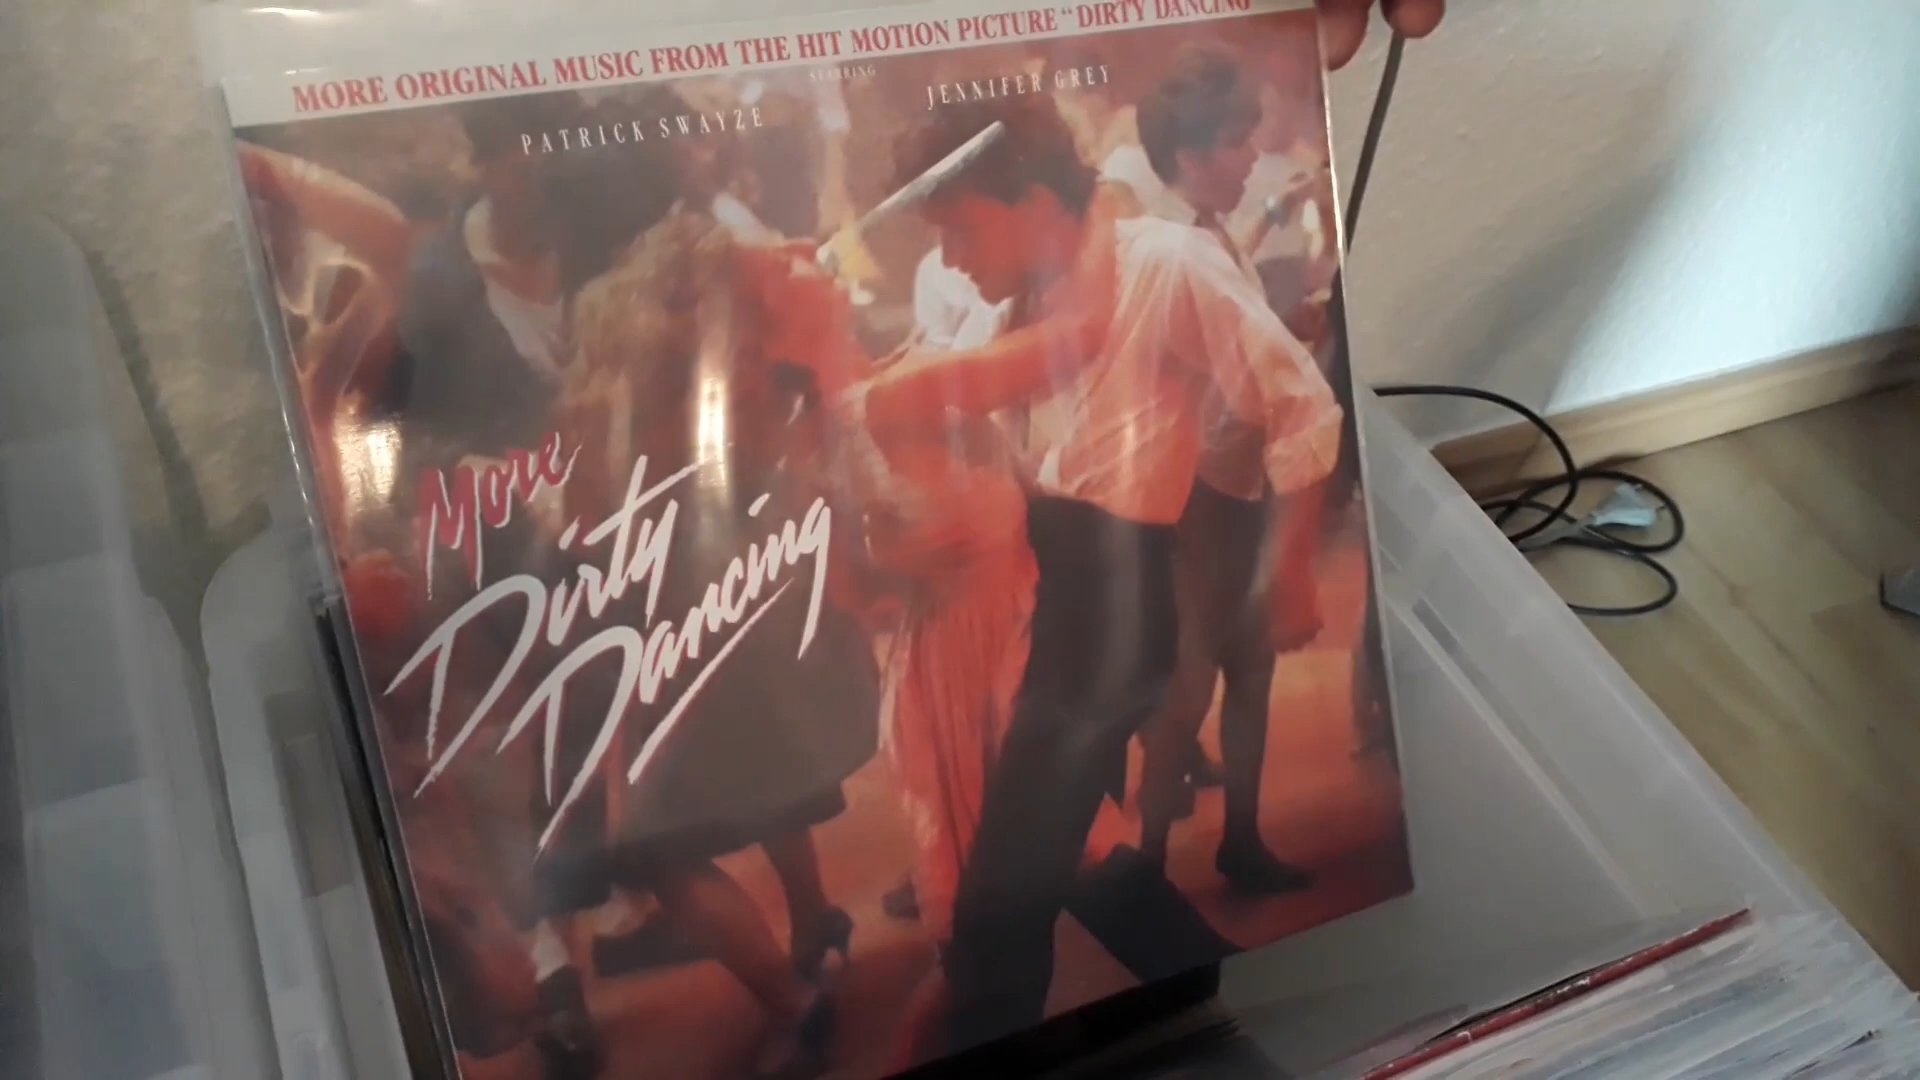 MORE ORIGINAL MUSIC FROM THE HIT MOTION PICTURE "DIRTY DANCING"
STARRING
PATRICK SWAYZE
JENNIFER GREY
More
Dirty
Dancing